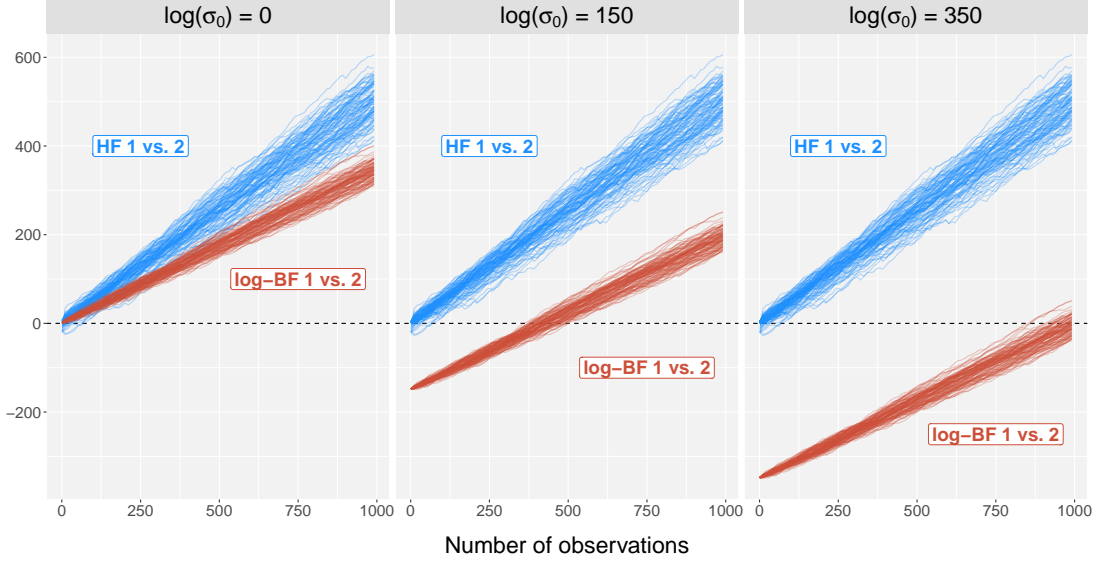 log(σ₀) = 0
log(σ₀) = 150
log(σ₀) = 350
600
400
200
0
−200
HF 1 vs. 2
log−BF 1 vs. 2
HF 1 vs. 2
log−BF 1 vs. 2
HF 1 vs. 2
log−BF 1 vs. 2
0 250 500 750 1000
0 250 500 750 1000
0 250 500 750 1000
Number of observations